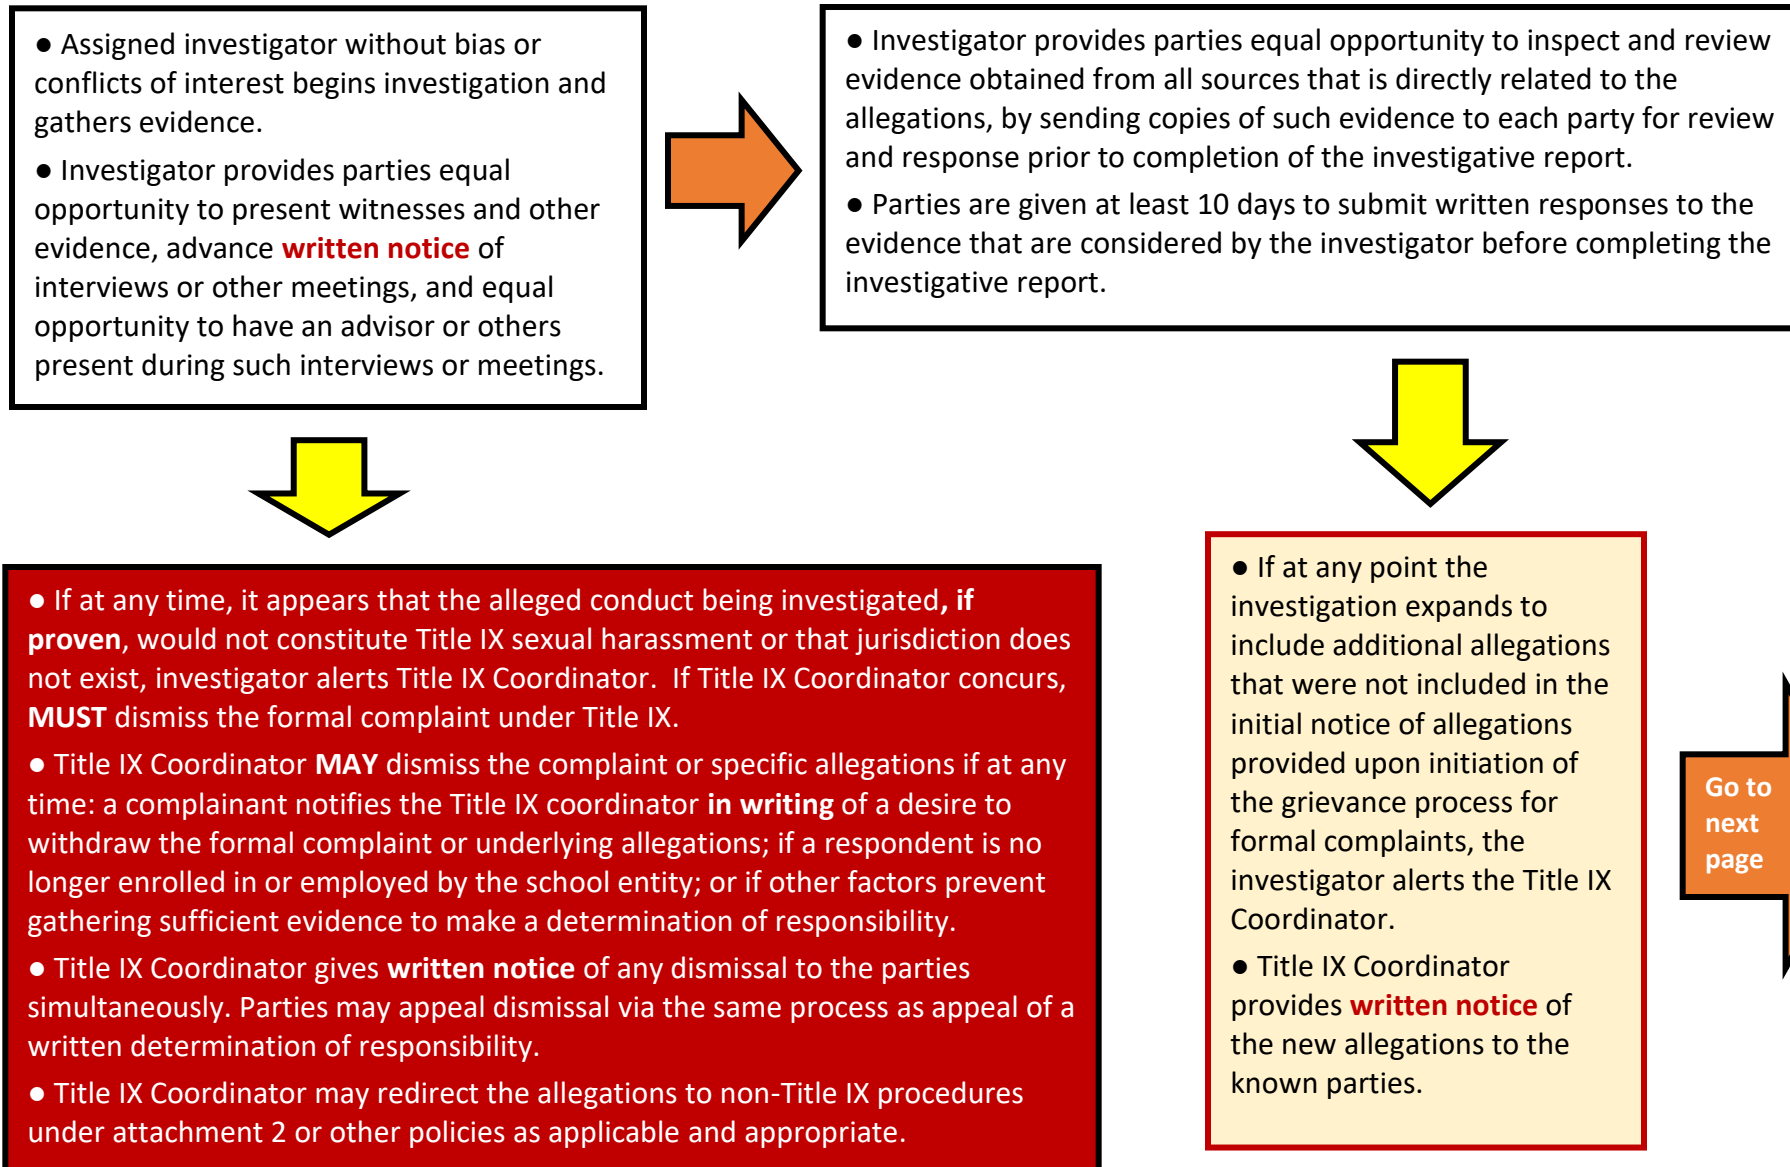 ● Assigned investigator without bias or
conflicts of interest begins investigation and
gathers evidence.
● Investigator provides parties equal
opportunity to present witnesses and other
evidence, advance written notice of
interviews or other meetings, and equal
opportunity to have an advisor or others
present during such interviews or meetings.
● Investigator provides parties equal opportunity to inspect and review
evidence obtained from all sources that is directly related to the
allegations, by sending copies of such evidence to each party for review
and response prior to completion of the investigative report.
● Parties are given at least 10 days to submit written responses to the
evidence that are considered by the investigator before completing the
investigative report.
● If at any time, it appears that the alleged conduct being investigated, if
proven, would not constitute Title IX sexual harassment or that jurisdiction does
not exist, investigator alerts Title IX Coordinator.  If Title IX Coordinator concurs,
MUST dismiss the formal complaint under Title IX.
● Title IX Coordinator MAY dismiss the complaint or specific allegations if at any
time: a complainant notifies the Title IX coordinator in writing of a desire to
withdraw the formal complaint or underlying allegations; if a respondent is no
longer enrolled in or employed by the school entity; or if other factors prevent
gathering sufficient evidence to make a determination of responsibility.
● Title IX Coordinator gives written notice of any dismissal to the parties
simultaneously. Parties may appeal dismissal via the same process as appeal of a
written determination of responsibility.
● Title IX Coordinator may redirect the allegations to non-Title IX procedures
under attachment 2 or other policies as applicable and appropriate.
● If at any point the
investigation expands to
include additional allegations
that were not included in the
initial notice of allegations
provided upon initiation of
the grievance process for
formal complaints, the
investigator alerts the Title IX
Coordinator.
● Title IX Coordinator
provides written notice of
the new allegations to the
known parties.
Go to
next
page